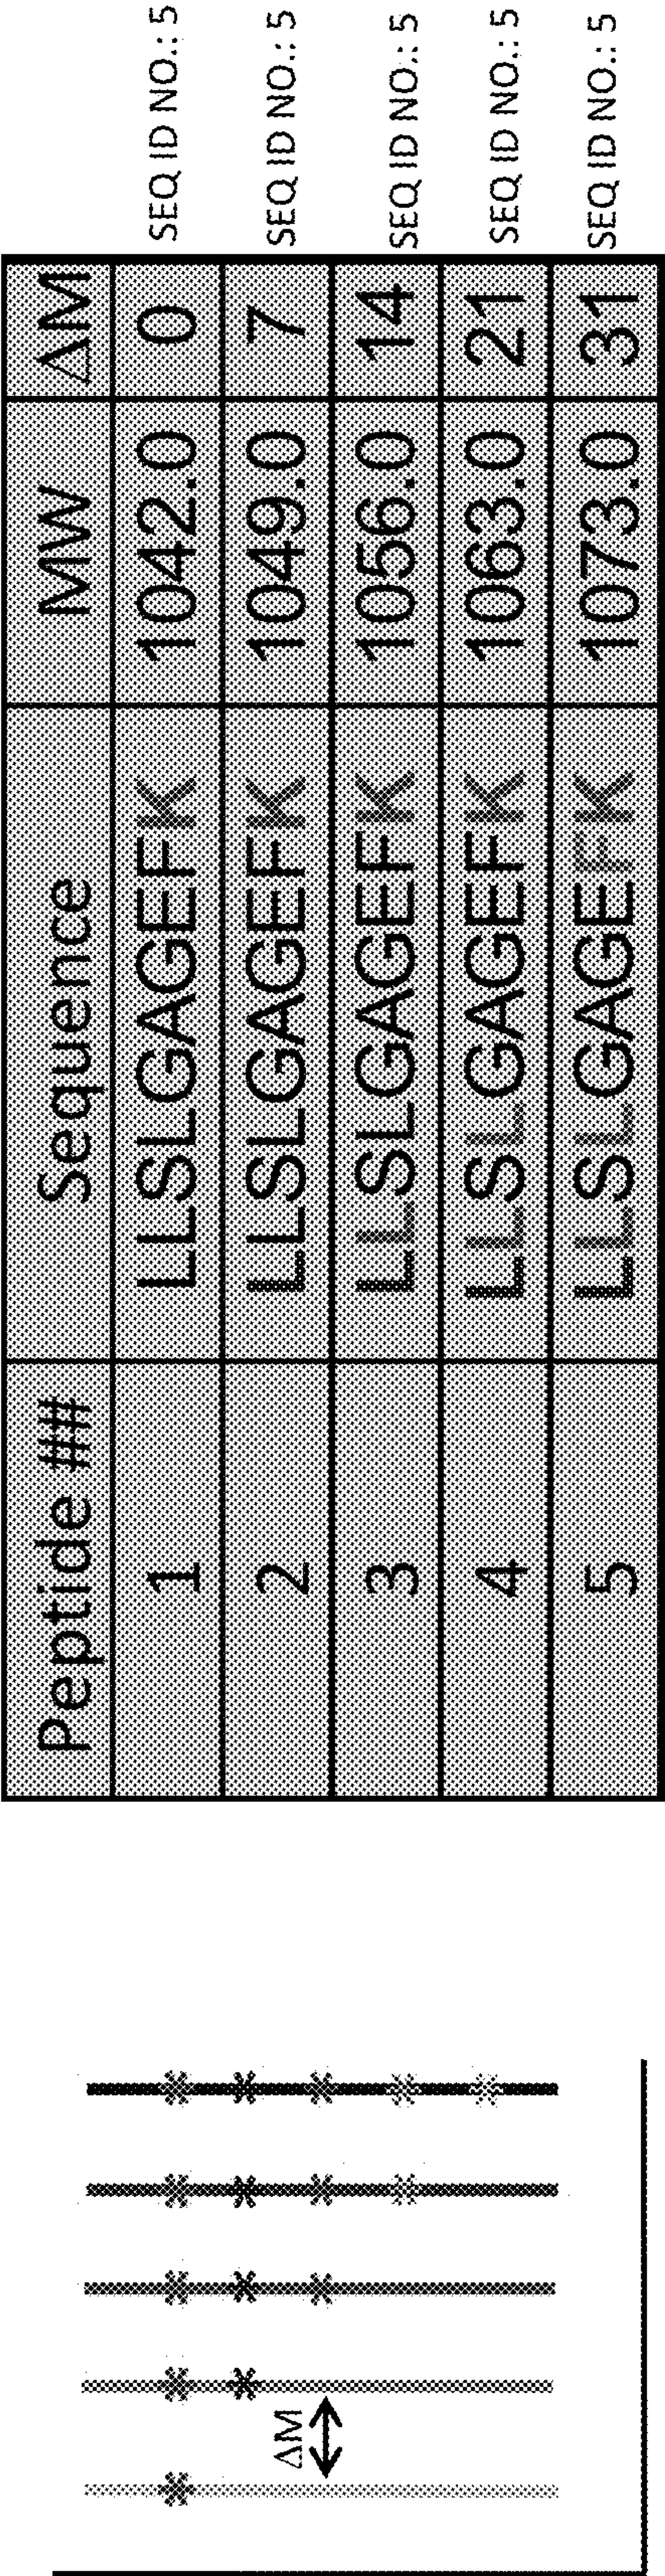 ΔM
Peptide ## Sequence MW ΔM
1 LLSLGAGEFK 1042.0 0 SEQ ID NO.: 5
2 LLSLGAGEFK 1049.0 7 SEQ ID NO.: 5
3 LLSLGAGEFK 1056.0 14 SEQ ID NO.: 5
4 LLSLGAGEFK 1063.0 21 SEQ ID NO.: 5
5 LLSLGAGEFK 1073.0 31 SEQ ID NO.: 5